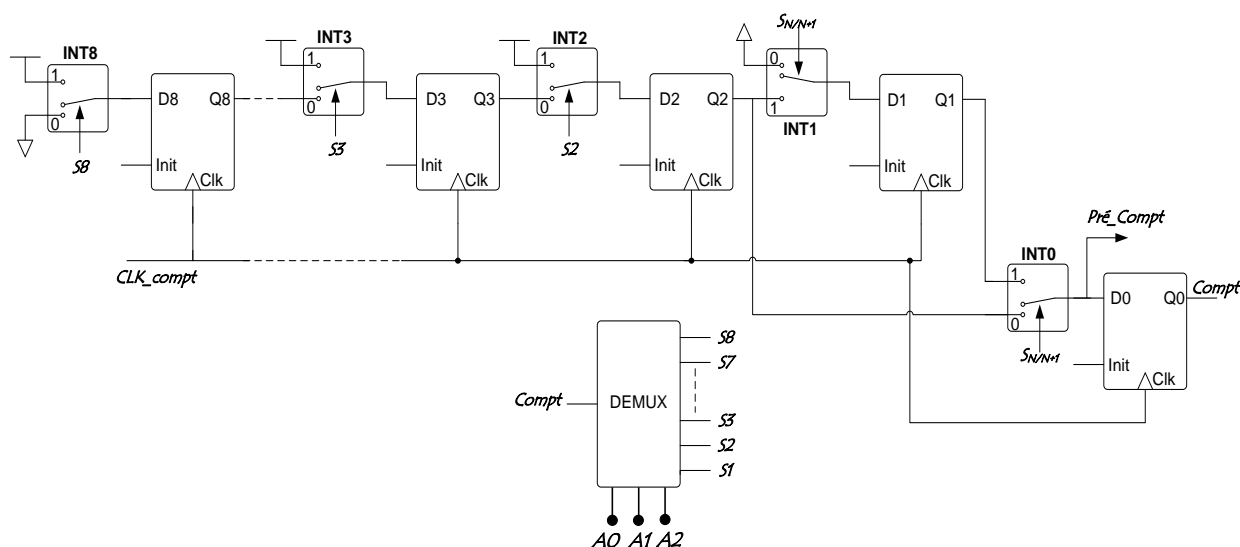 INT8
1
0
S8
D8 Q8
Init
Clk
INT3
1
0
S3
D3 Q3
Init
Clk
INT2
1
0
S2
D2 Q2
Init
Clk
S_N/N+1
0
1
INT1
D1 Q1
Init
Clk
CLK_compt
Pré_Compt
INT0
1
0
S_N/N+1
D0 Q0
Compt
Init
Clk
Compt
DEMUX
S8
S7
S3
S2
S1
A0 A1 A2